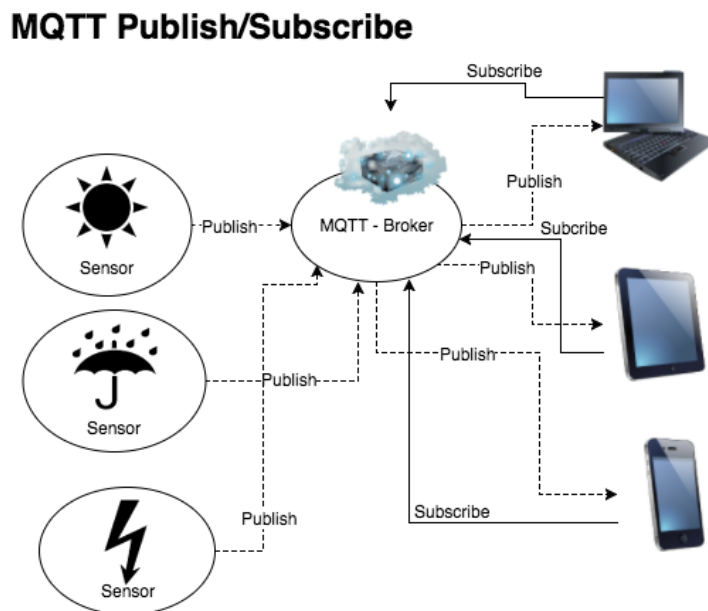 MQTT Publish/Subscribe
Subscribe
Publish
Publish
MQTT - Broker
Subcribe
Sensor
Publish
Publish
Publish
Sensor
Subscribe
Publish
Sensor